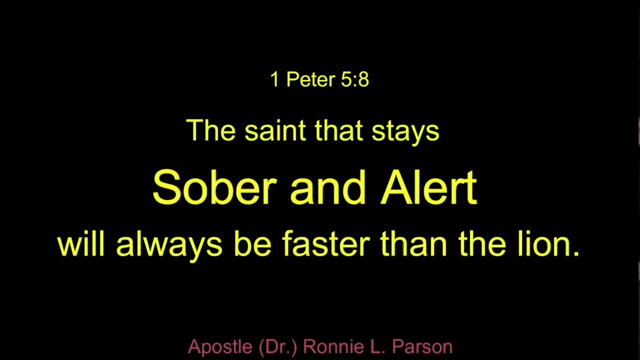 1 Peter 5:8
The saint that stays
Sober and Alert
will always be faster than the lion.
Apostle (Dr.) Ronnie L. Parson